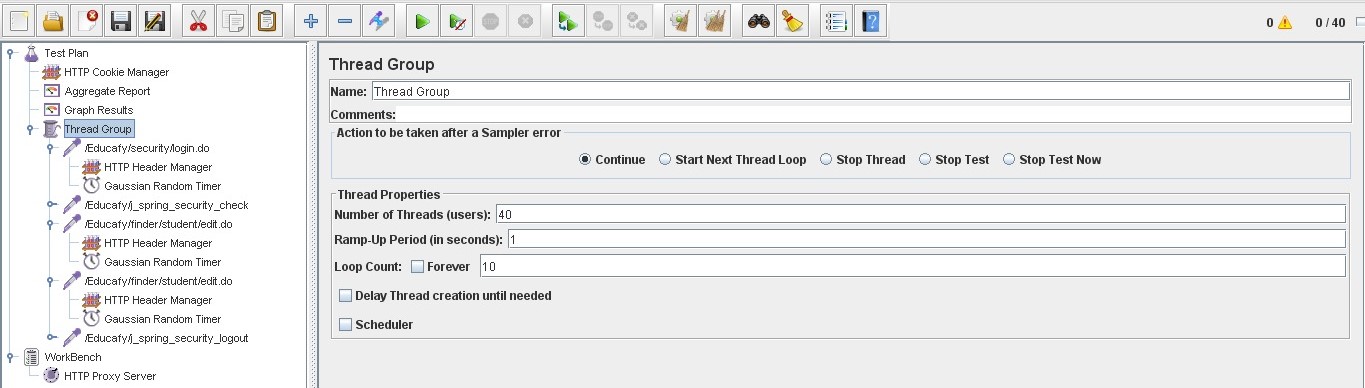 0 0 / 40
Test Plan
HTTP Cookie Manager
Aggregate Report
Graph Results
Thread Group
/Educafy/security/login.do
HTTP Header Manager
Gaussian Random Timer
/Educafy/j_spring_security_check
/Educafy/finder/student/edit.do
HTTP Header Manager
Gaussian Random Timer
/Educafy/finder/student/edit.do
HTTP Header Manager
Gaussian Random Timer
/Educafy/j_spring_security_logout
WorkBench
HTTP Proxy Server
Thread Group
Name: Thread Group
Comments:
Action to be taken after a Sampler error
Continue Start Next Thread Loop Stop Thread Stop Test Stop Test Now
Thread Properties
Number of Threads (users): 40
Ramp-Up Period (in seconds): 1
Loop Count: Forever 10
Delay Thread creation until needed
Scheduler